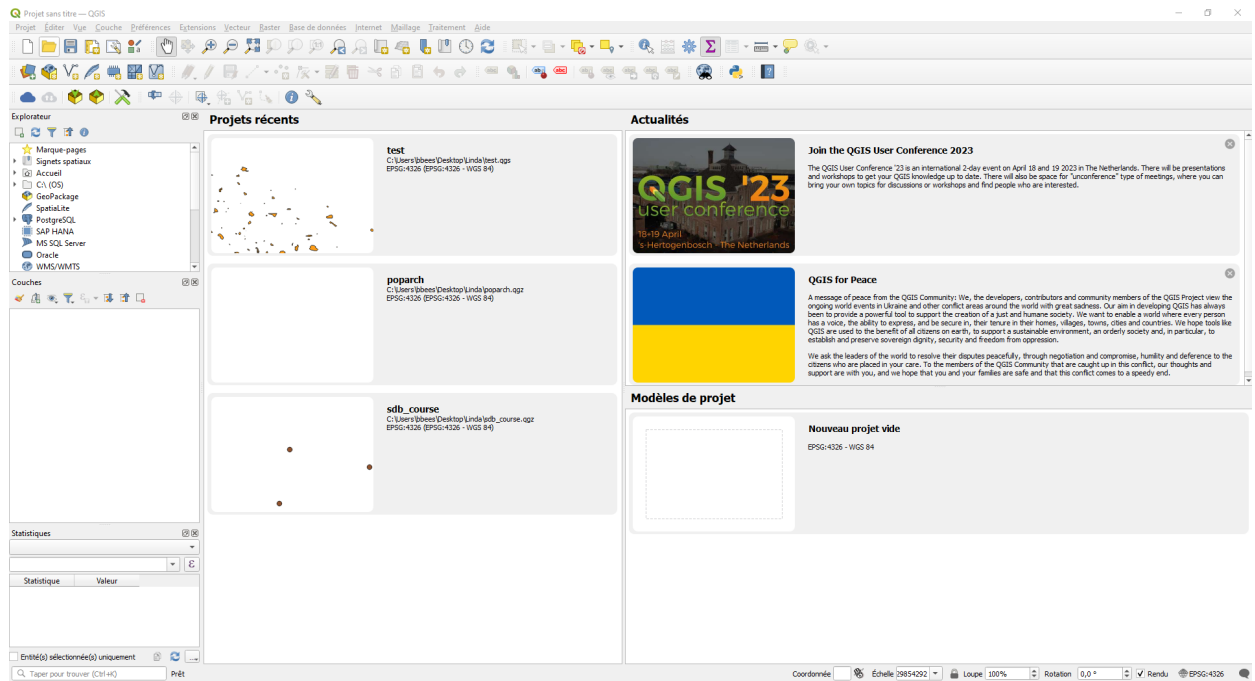 Projet sans titre — QGIS
Projet Éditer Vue Couche Préférences Extensions Vecteur Raster Base de données Internet Maillage Traitement Aide
Explorateur
Marque-pages
Signets spatiaux
Accueil
C:\ (OS)
GeoPackage
SpatiaLite
PostgreSQL
SAP HANA
MS SQL Server
Oracle
WMS/WMTS
Couches
Statistiques
ε
Statistique Valeur
Entité(s) sélectionnée(s) uniquement
Projets récents
test
C:\Users\bbees\Desktop\Linda\test.qgs
EPSG:4326 (EPSG:4326 - WGS 84)
poparch
C:\Users\bbees\Desktop\Linda\poparch.qgz
EPSG:4326 (EPSG:4326 - WGS 84)
sdb_course
C:\Users\bbees\Desktop\Linda\sdb_course.qgz
EPSG:4326 (EPSG:4326 - WGS 84)
Actualités
QGIS '23
user conference
18+19 April
's-Hertogenbosch - The Netherlands
Join the QGIS User Conference 2023
The QGIS User Conference '23 is an international 2-day event on April 18 and 19 2023 in The Netherlands. There will be presentations
and workshops to get your QGIS knowledge up to date. There will also be space for "unconference" type of meetings, where you can
bring your own topics for discussions or workshops and find people who are interested.
QGIS for Peace
A message of peace from the QGIS Community: We, the developers, contributors and community members of the QGIS Project view the
ongoing world events in Ukraine and other conflict areas around the world with great sadness. Our aim in developing QGIS has always
been to provide a powerful tool to support the creation of a just and humane society. We want to enable a world where every person
has a voice, the ability to express, and be secure in, their tenure in their homes, villages, towns, cities and countries. We hope tools like
QGIS are used to the benefit of all citizens on earth, to support a sustainable environment, an orderly society and, in particular, to
establish and preserve sovereign dignity, security and freedom from oppression.
We ask the leaders of the world to resolve their disputes peacefully, through negotiation and compromise, humility and deference to the
citizens who are placed in your care. To the members of the QGIS Community that are caught up in this conflict, our thoughts and
support are with you, and we hope that you and your families are safe and that this conflict comes to a speedy end.
Modèles de projet
Nouveau projet vide
EPSG:4326 - WGS 84
Taper pour trouver (Ctrl+K) Prêt Coordonnée Échelle 29854292 Loupe 100% Rotation 0,0 ° Rendu EPSG:4326